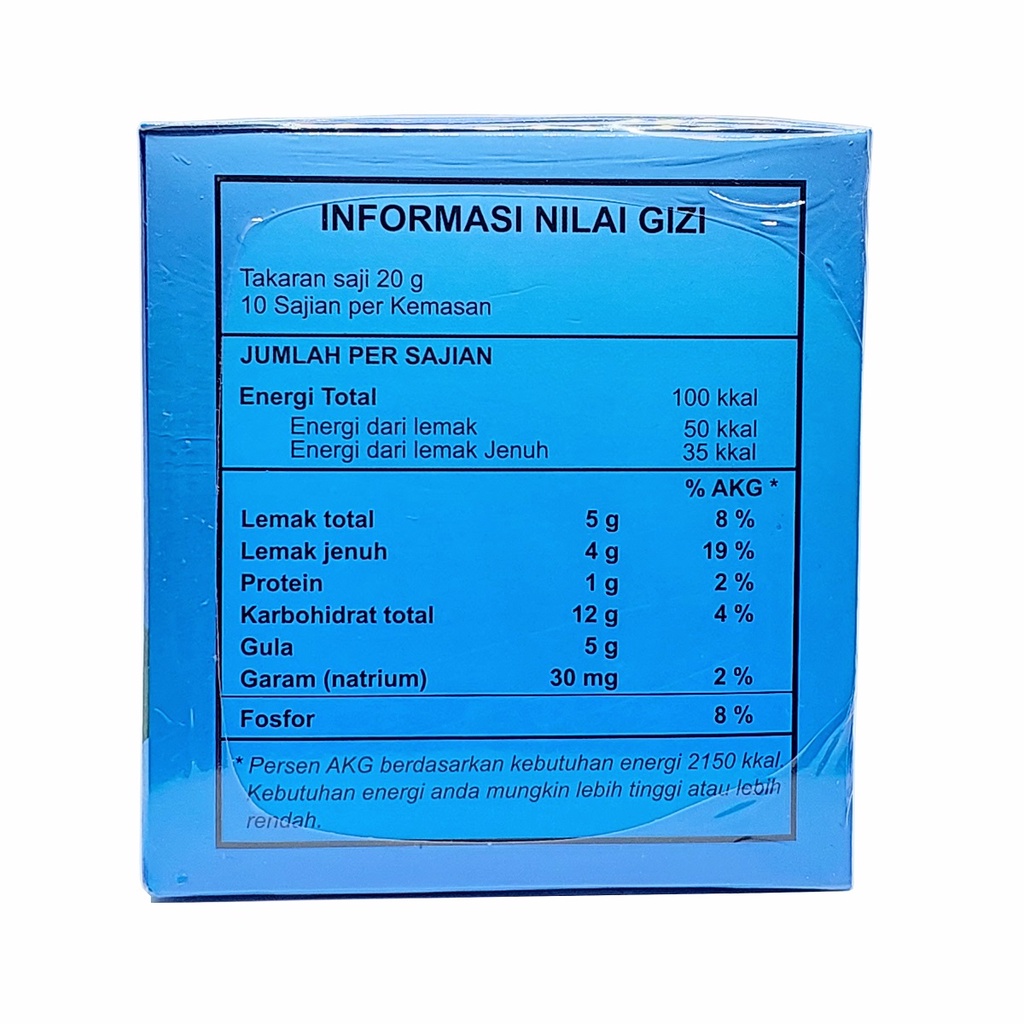 INFORMASI NILAI GIZI
Takaran saji 20 g
10 Sajian per Kemasan
JUMLAH PER SAJIAN
Energi Total 100 kkal
Energi dari lemak 50 kkal
Energi dari lemak Jenuh 35 kkal
% AKG *
Lemak total 5 g 8 %
Lemak jenuh 4 g 19 %
Protein 1 g 2 %
Karbohidrat total 12 g 4 %
Gula 5 g
Garam (natrium) 30 mg 2 %
Fosfor 8 %
* Persen AKG berdasarkan kebutuhan energi 2150 kkal.
Kebutuhan energi anda mungkin lebih tinggi atau lebih
rendah.